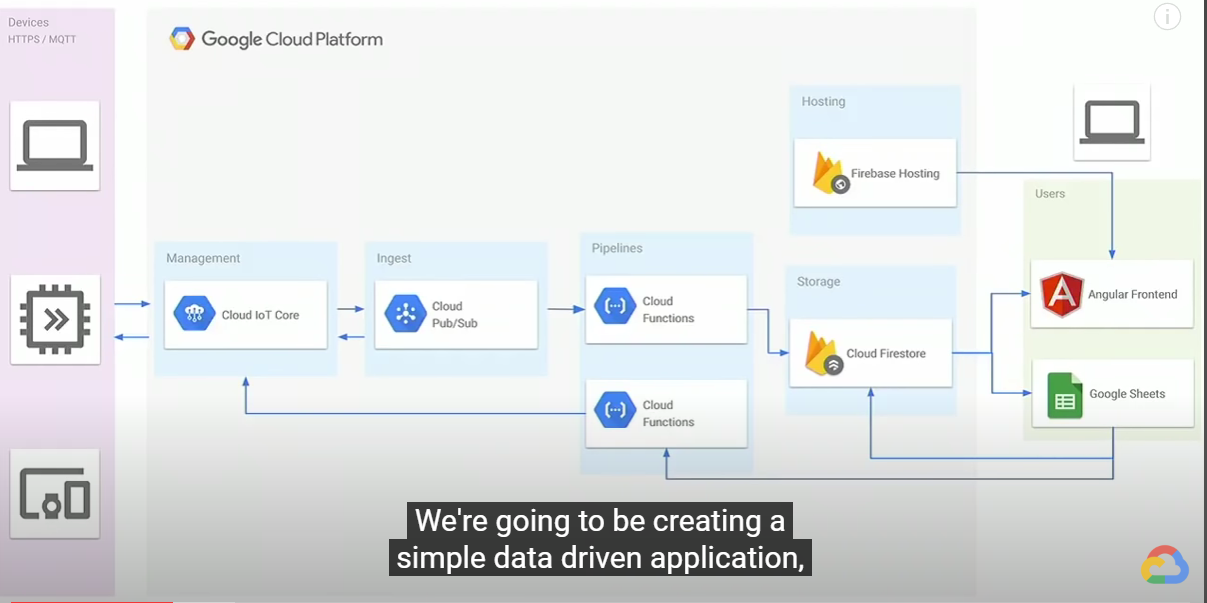 Devices
HTTPS / MQTT
Google Cloud Platform
Hosting
Firebase Hosting
Users
Management
Cloud IoT Core
Ingest
Cloud
Pub/Sub
Pipelines
Cloud
Functions
Cloud
Functions
Storage
Cloud Firestore
Angular Frontend
Google Sheets
We're going to be creating a
simple data driven application,